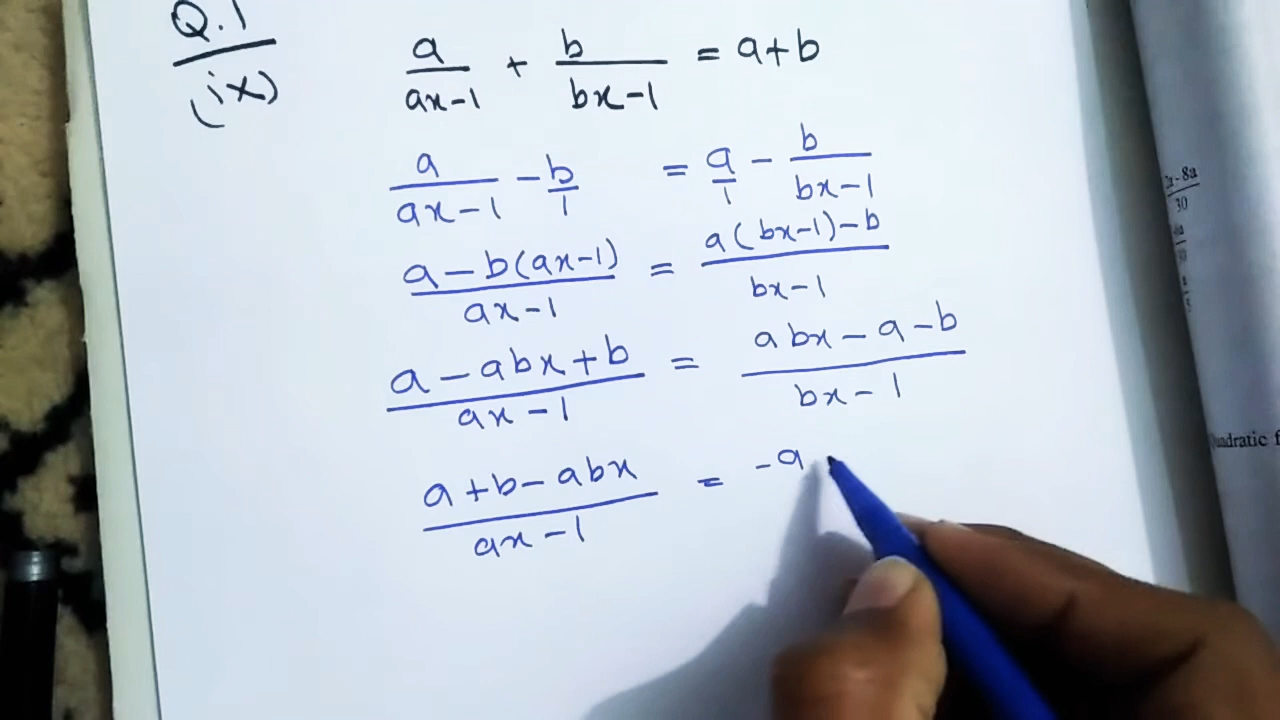 Q.1
(ix)
a/(ax-1) + b/(bx-1) = a+b
a/(ax-1) - b/1 = a/1 - b/(bx-1)
(a-b(ax-1))/(ax-1) = (a(bx-1)-b)/(bx-1)
(a-abx+b)/(ax-1) = (abx-a-b)/(bx-1)
(a+b-abx)/(ax-1) = -a
30